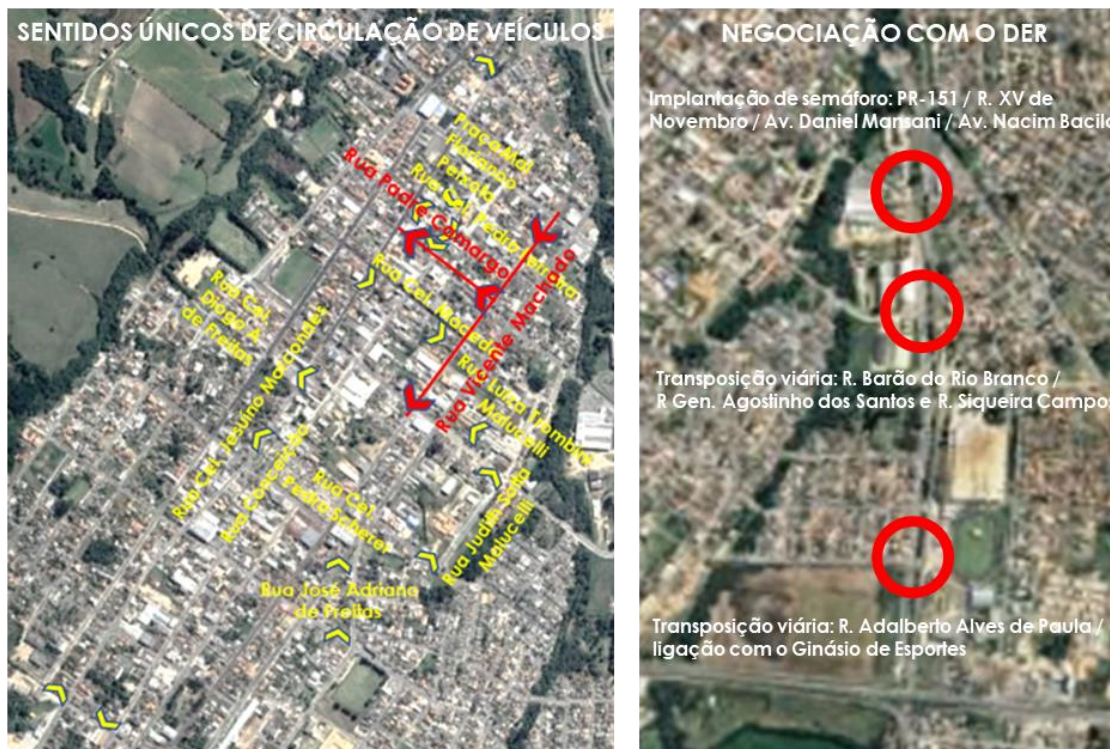 SENTIDOS ÚNICOS DE CIRCULAÇÃO DE VEÍCULOS
Praça Mal.
Floriano
Peixoto
Rua Cel. Pedro Ferreira
Rua Padre Camargo
Rua Cel. Macedo
Rua Vicente Machado
Rua Cel.
Diogo A.
de Freitas
Rua Cel. Jesuíno Marcondes
Rua Luiza Trombini
Malucelli
Rua Conceição
Rua Cel.
Pedro Scherer
Rua Judith
Malucelli
Rua José Adriano
de Freitas
NEGOCIAÇÃO COM O DER
Implantação de semáforo: PR-151 / R. XV de
Novembro / Av. Daniel Mansani / Av. Nacim Bacila
Transposição viária: R. Barão do Rio Branco /
R Gen. Agostinho dos Santos e R. Siqueira Campos
Transposição viária: R. Adalberto Alves de Paula /
ligação com o Ginásio de Esportes